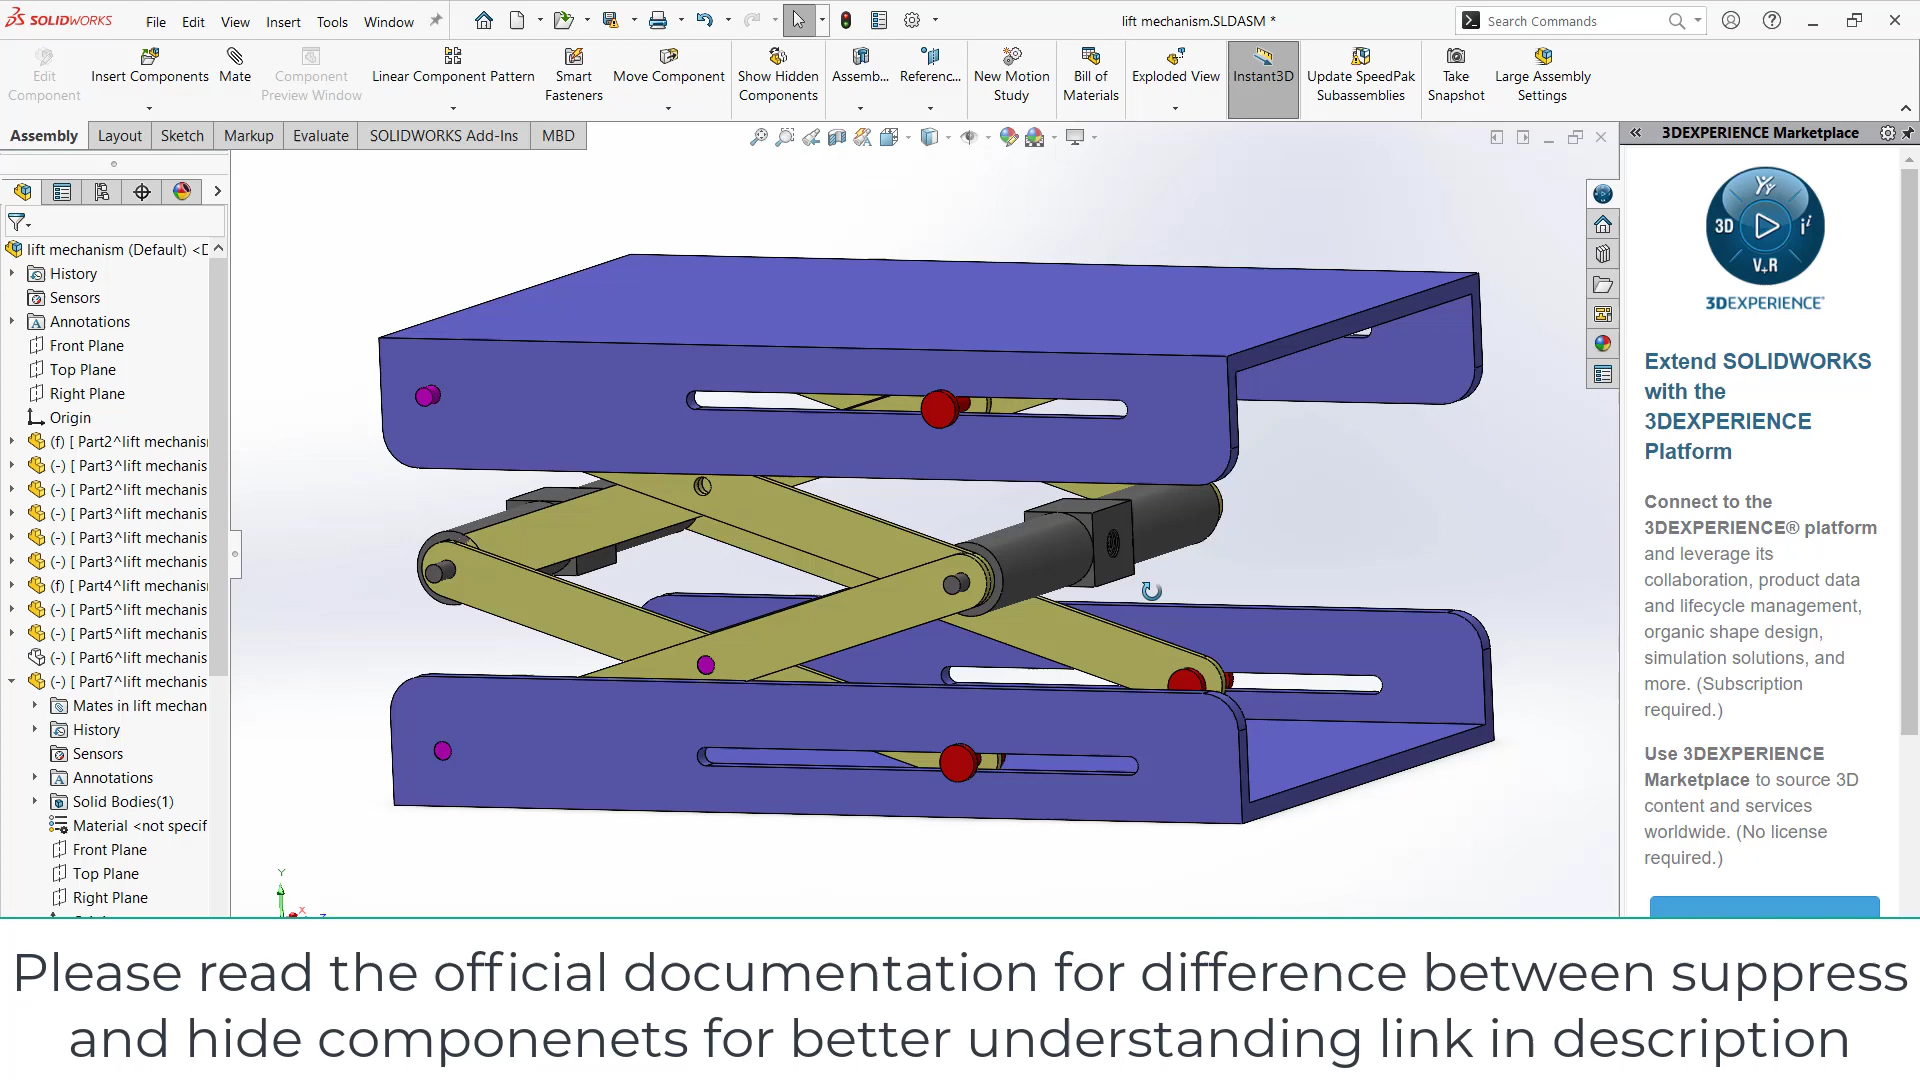 SOLIDWORKS File Edit View Insert Tools Window lift mechanism.SLDASM * Search Commands
Edit Component
Insert Components
Mate
Component Preview Window
Linear Component Pattern
Smart Fasteners
Move Component
Show Hidden Components
Assemb...
Referenc...
New Motion Study
Bill of Materials
Exploded View
Instant3D
Update SpeedPak Subassemblies
Take Snapshot
Large Assembly Settings
Assembly Layout Sketch Markup Evaluate SOLIDWORKS Add-Ins MBD
lift mechanism (Default) <D
History
Sensors
Annotations
Front Plane
Top Plane
Right Plane
Origin
(f) [ Part2^lift mechanis
(-) [ Part3^lift mechanis
(-) [ Part2^lift mechanis
(-) [ Part3^lift mechanis
(-) [ Part3^lift mechanis
(-) [ Part3^lift mechanis
(f) [ Part4^lift mechanis
(-) [ Part5^lift mechanis
(-) [ Part5^lift mechanis
(-) [ Part6^lift mechanis
(-) [ Part7^lift mechanis
Mates in lift mechan
History
Sensors
Annotations
Solid Bodies(1)
Material <not specif
Front Plane
Top Plane
Right Plane
Y
X
Z
3DEXPERIENCE Marketplace
3D
V+R
3DEXPERIENCE
Extend SOLIDWORKS
with the
3DEXPERIENCE
Platform
Connect to the
3DEXPERIENCE® platform
and leverage its
collaboration, product data
and lifecycle management,
organic shape design,
simulation solutions, and
more. (Subscription
required.)
Use 3DEXPERIENCE
Marketplace to source 3D
content and services
worldwide. (No license
required.)
Please read the official documentation for difference between suppress
and hide componenets for better understanding link in description